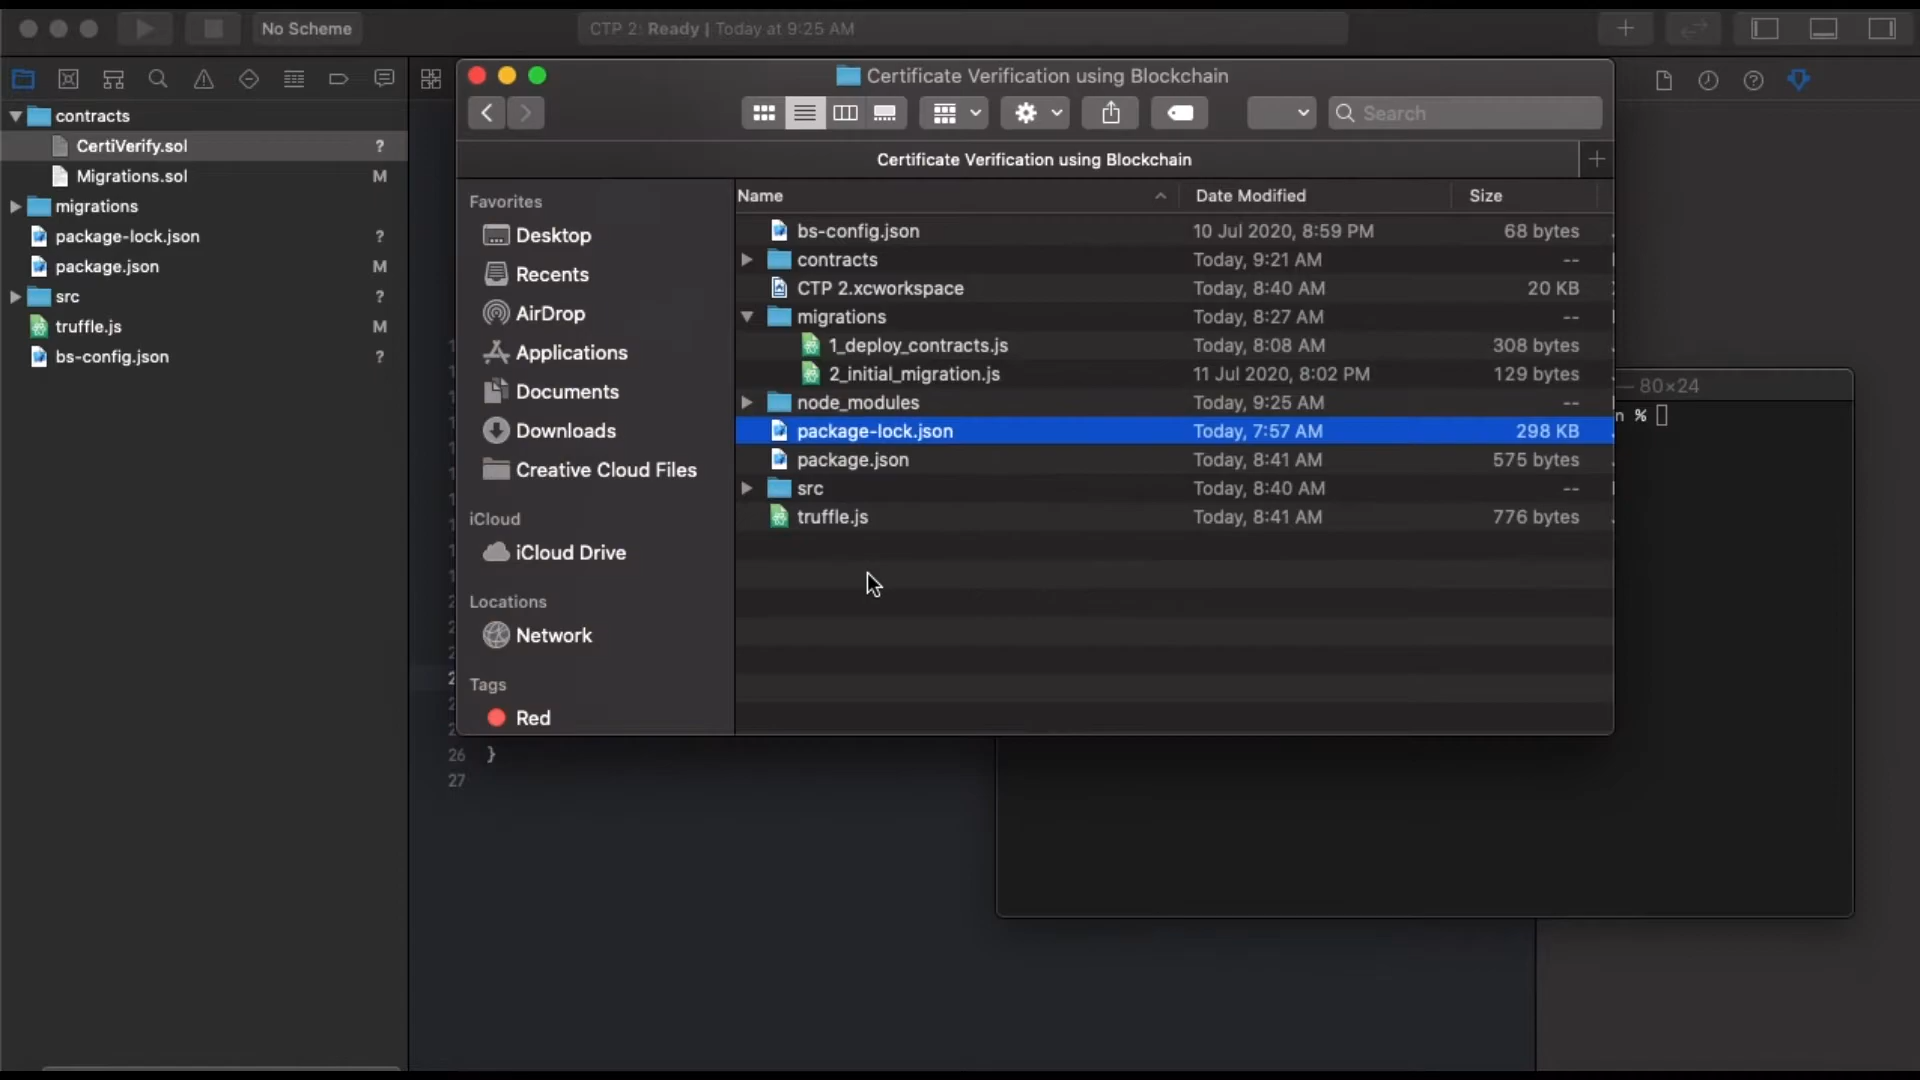 No Scheme
CTP 2: Ready | Today at 9:25 AM
contracts
CertiVerify.sol ?
Migrations.sol M
migrations
package-lock.json ?
package.json M
src ?
truffle.js M
bs-config.json ?
Certificate Verification using Blockchain
Search
Certificate Verification using Blockchain
Favorites
Desktop
Recents
AirDrop
Applications
Documents
Downloads
Creative Cloud Files
iCloud
iCloud Drive
Locations
Network
Tags
Red
Name Date Modified Size
bs-config.json 10 Jul 2020, 8:59 PM 68 bytes
contracts Today, 9:21 AM --
CTP 2.xcworkspace Today, 8:40 AM 20 KB
migrations Today, 8:27 AM --
1_deploy_contracts.js Today, 8:08 AM 308 bytes
2_initial_migration.js 11 Jul 2020, 8:02 PM 129 bytes
node_modules Today, 9:25 AM --
package-lock.json Today, 7:57 AM 298 KB
package.json Today, 8:41 AM 575 bytes
src Today, 8:40 AM --
truffle.js Today, 8:41 AM 776 bytes
— 80×24
n %
26 }
27